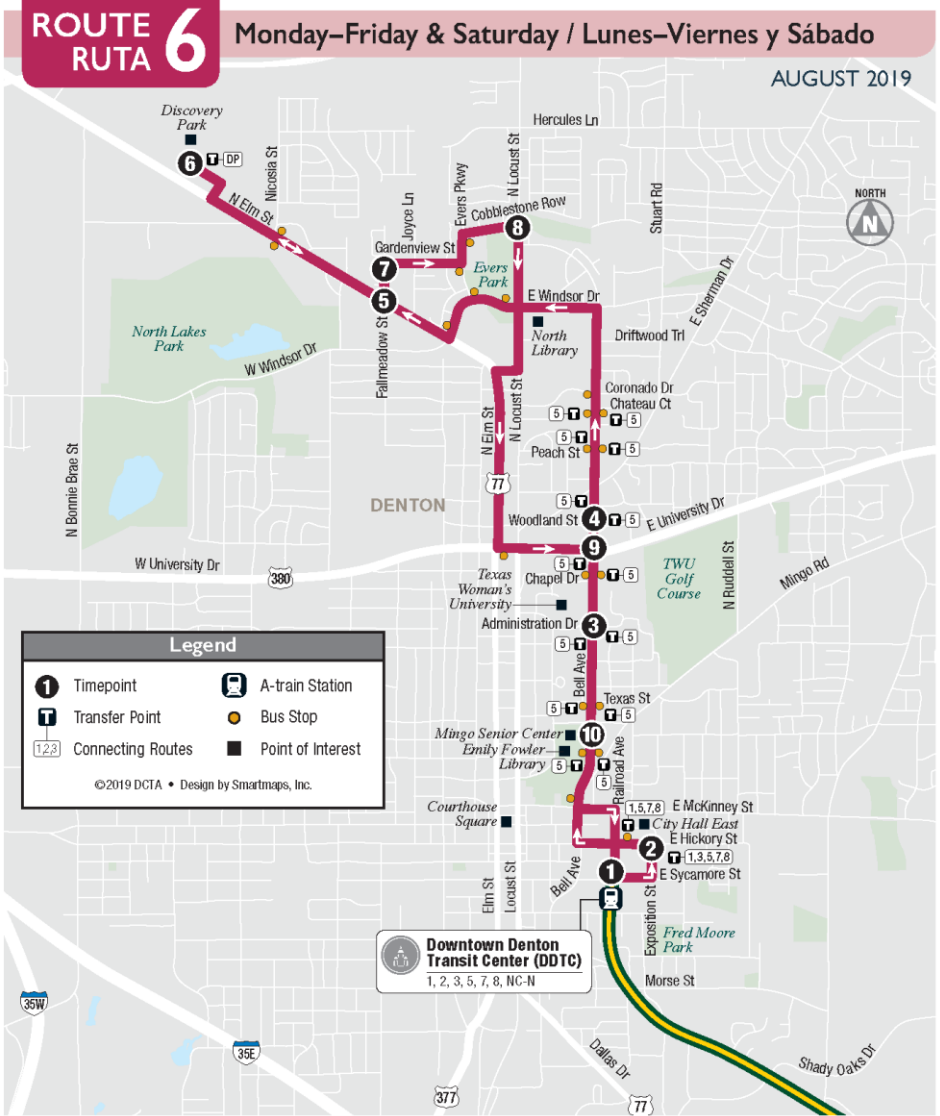 ROUTE
RUTA
6
Monday–Friday & Saturday / Lunes–Viernes y Sábado
AUGUST 2019
Discovery
Park
Hercules Ln
6
T DP
Nicosia St
N Elm St
Joyce Ln
Evers Pkwy
N Locust St
Cobblestone Row
8
Stuart Rd
NORTH
N
Gardenview St
7
Evers
Park
5
E Windsor Dr
E Sherman Dr
North Lakes
Park
W Windsor Dr
Fallmeadow St
North
Library
Driftwood Trl
Coronado Dr
Chateau Ct
5 T
T 5
N Elm St
N Locust St
5 T
Peach St
T 5
N Bonnie Brae St
77
DENTON
5 T
Woodland St
4
T 5
E University Dr
9
W University Dr
380
5 T
Chapel Dr
T 5
Texas
Woman's
University
TWU
Golf
Course
N Ruddell St
Mingo Rd
Administration Dr
3
T 5
5 T
Bell Ave
Texas St
5 T
T
5
Mingo Senior Center
10
Emily Fowler
Library
5 T
T
5
Railroad Ave
Legend
1 Timepoint
A-train Station
T Transfer Point
Bus Stop
1,2,3 Connecting Routes
Point of Interest
©2019 DCTA • Design by Smartmaps, Inc.
Courthouse
Square
1,5,7,8
E McKinney St
T
City Hall East
E Hickory St
2
T 1,3,5,7,8
1
E Sycamore St
Bell Ave
Elm St
Locust St
Exposition St
Fred Moore
Park
Downtown Denton
Transit Center (DDTC)
1, 2, 3, 5, 7, 8, NC-N
Morse St
35W
35E
Dallas Dr
Shady Oaks Dr
377
77